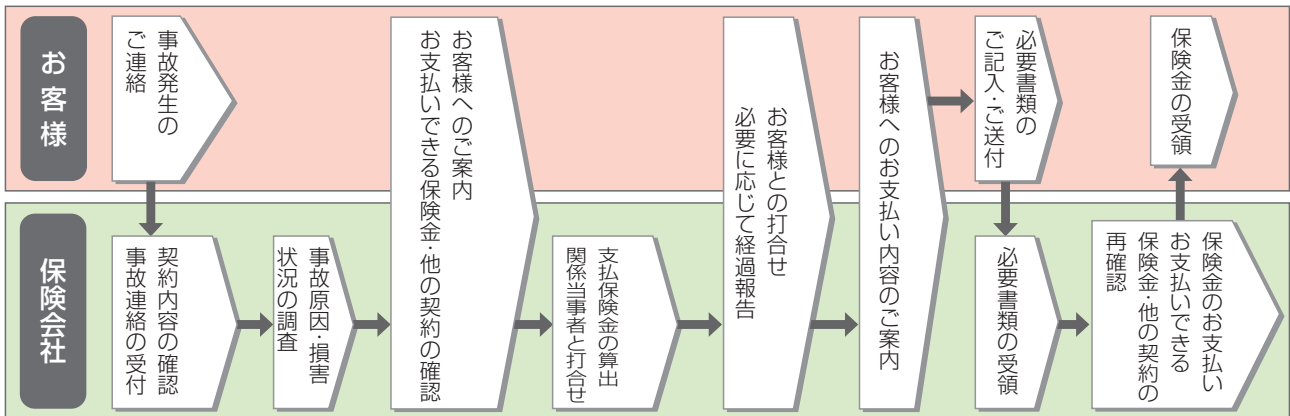 お客様
事故発生の
ご連絡
お客様へのご案内
お支払いできる保険金・他の契約の確認
お客様との打合せ
必要に応じて経過報告
お客様へのお支払い内容のご案内
必要書類の
ご記入・ご送付
保険金の受領
保険会社
契約内容の確認
事故連絡の受付
事故原因・損害
状況の調査
支払保険金の算出
関係当事者と打合せ
必要書類の受領
保険金のお支払い
お支払いできる
保険金・他の契約の
再確認